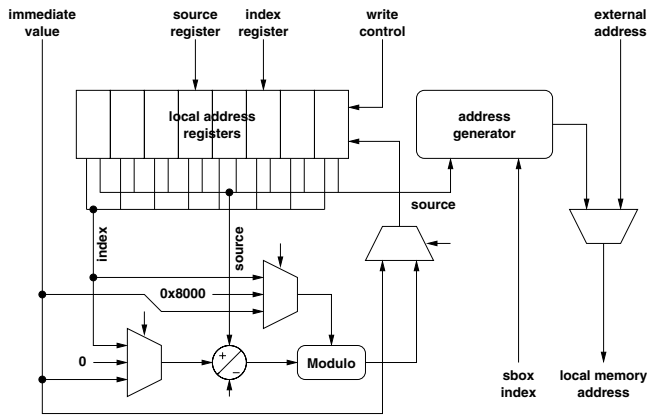 immediate
value
source
register
index
register
write
control
external
address
local address
registers
address
generator
source
index
source
0x8000
0
+
−
Modulo
sbox
index
local memory
address